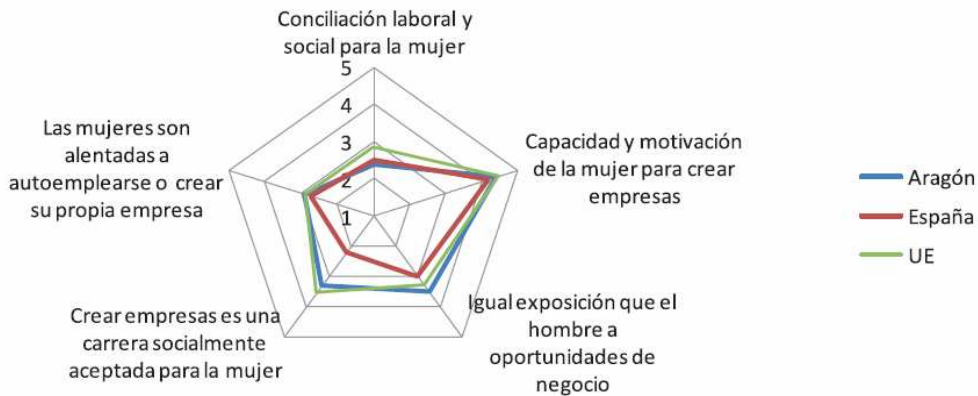 Conciliación laboral y
social para la mujer
5
4
3
2
1
Las mujeres son
alentadas a
autoemplearse o crear
su propia empresa
Capacidad y motivación
de la mujer para crear
empresas
Aragón
España
UE
Crear empresas es una
carrera socialmente
aceptada para la mujer
Igual exposición que el
hombre a
oportunidades de
negocio